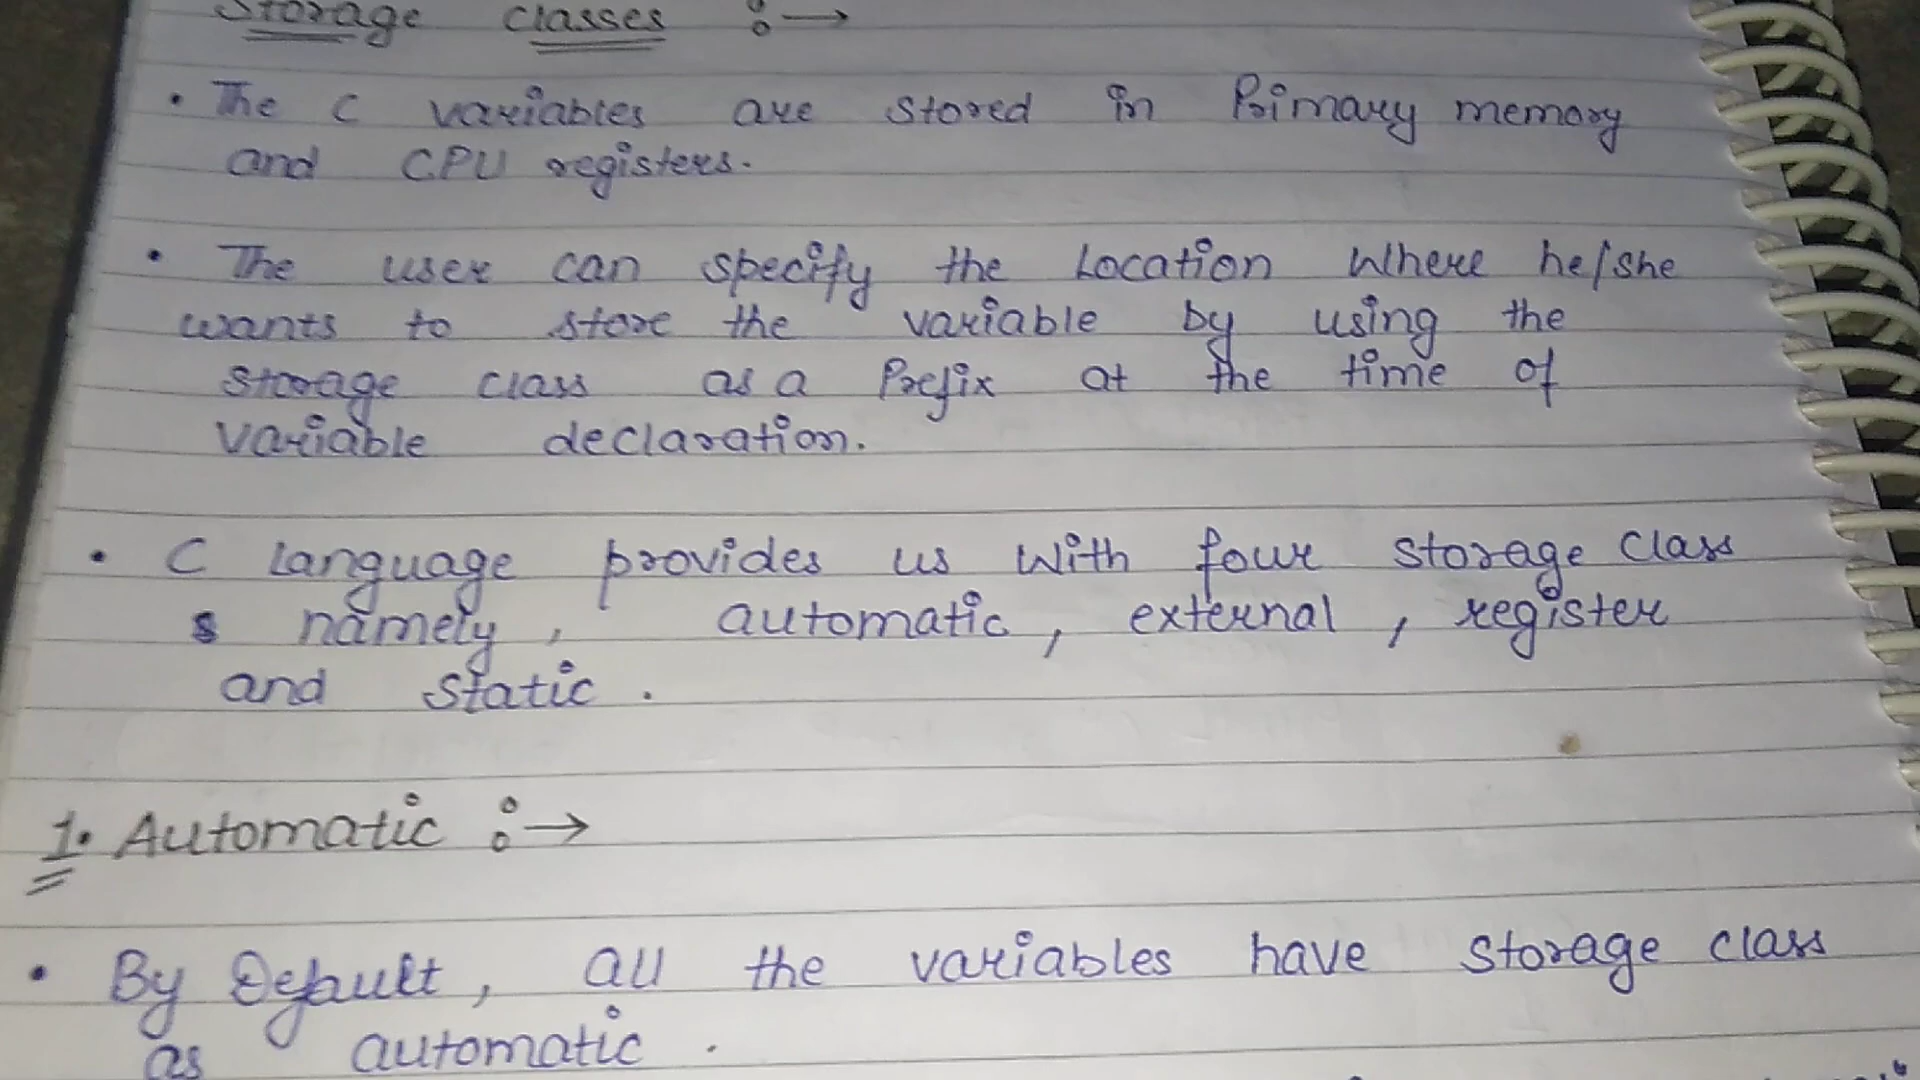 Storage classes :→
• The C variables are stored in Primary memory
and CPU registers.
• The user can specify the Location Where he/she
wants to store the variable by using the
storage class as a Prefix at the time of
variable declaration.
• C Language provides us With four storage Class
s namely, automatic, external, register
and static.
1. Automatic :→
• By Default, all the variables have storage class
as automatic.